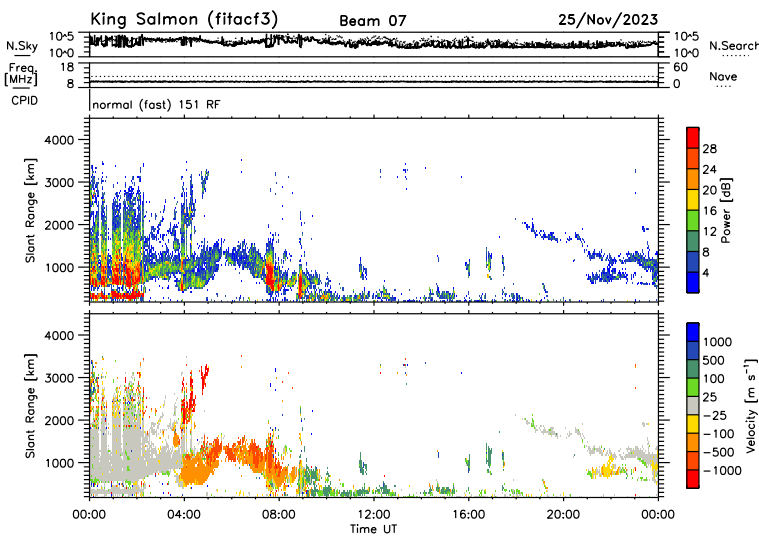 King Salmon (fitacf3) Beam 07 25/Nov/2023
N.Sky 10^5 10^5 N.Search
10^0 10^0
Freq 18 60 Nave
[MHz] 8 0
CPID normal (fast) 151 RF
Slant Range [km] 4000 3000 2000 1000
28 24 20 16 12 8 4 Power [dB]
Slant Range [km] 4000 3000 2000 1000
1000 500 100 25 −25 −100 −500 −1000 Velocity [m s⁻¹]
00:00 04:00 08:00 12:00 16:00 20:00 00:00
Time UT